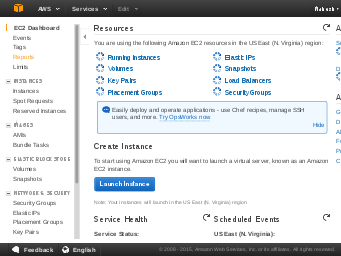 AWS Services Edit
EC2 Dashboard
Events
Tags
Reports
Limits
INSTANCES
Instances
Spot Requests
Reserved Instances
IMAGES
AMIs
Bundle Tasks
ELASTIC BLOCK STORE
Volumes
Snapshots
NETWORK & SECURITY
Security Groups
Elastic IPs
Placement Groups
Key Pairs
Resources
You are using the following Amazon EC2 resources in the US East (N. Virginia) region:
Running Instances
Elastic IPs
Volumes
Snapshots
Key Pairs
Load Balancers
Placement Groups
Security Groups
Easily deploy and operate applications - use Chef recipes, manage SSH
users, and more. Try OpsWorks now.
Hide
Create Instance
To start using Amazon EC2 you will want to launch a virtual server, known as an Amazon
EC2 instance.
Launch Instance
Note: Your instances will launch in the US East (N. Virginia) region
Service Health
Scheduled Events
Service Status:
US East (N. Virginia):
Feedback English
© 2008 - 2015, Amazon Web Services, Inc. or its affiliates. All rights reserved.